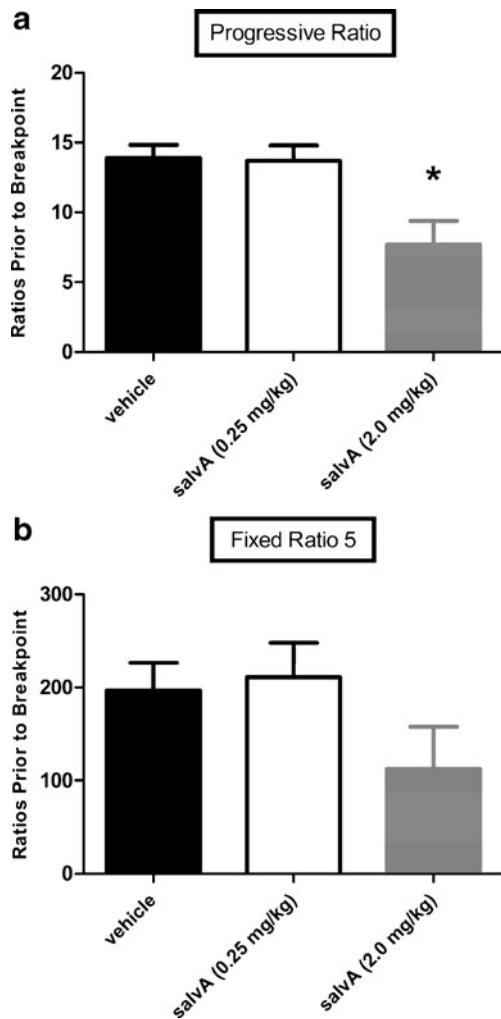 a
Progressive Ratio
Ratios Prior to Breakpoint
20
15
10
5
0
*
vehicle
salvA (0.25 mg/kg)
salvA (2.0 mg/kg)
b
Fixed Ratio 5
Ratios Prior to Breakpoint
300
200
100
0
vehicle
salvA (0.25 mg/kg)
salvA (2.0 mg/kg)